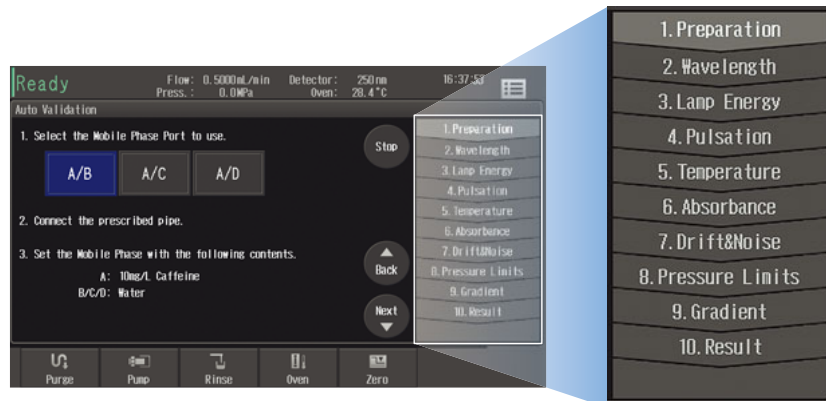 Ready
Flow: 0.5000mL/min Detector: 250nm 16:37:53
Press.: 0.0MPa Oven: 28.4°C
Auto Validation
1. Select the Mobile Phase Port to use.
A/B A/C A/D
2. Connect the prescribed pipe.
3. Set the Mobile Phase with the following contents.
A: 10mg/L Caffeine
B/C/D: Water
Stop
Back
Next
1. Preparation
2. Wavelength
3. Lamp Energy
4. Pulsation
5. Temperature
6. Absorbance
7. Drift&Noise
8. Pressure Limits
9. Gradient
10. Result
Purge Pump Rinse Oven Zero
1. Preparation
2. Wavelength
3. Lamp Energy
4. Pulsation
5. Temperature
6. Absorbance
7. Drift&Noise
8. Pressure Limits
9. Gradient
10. Result